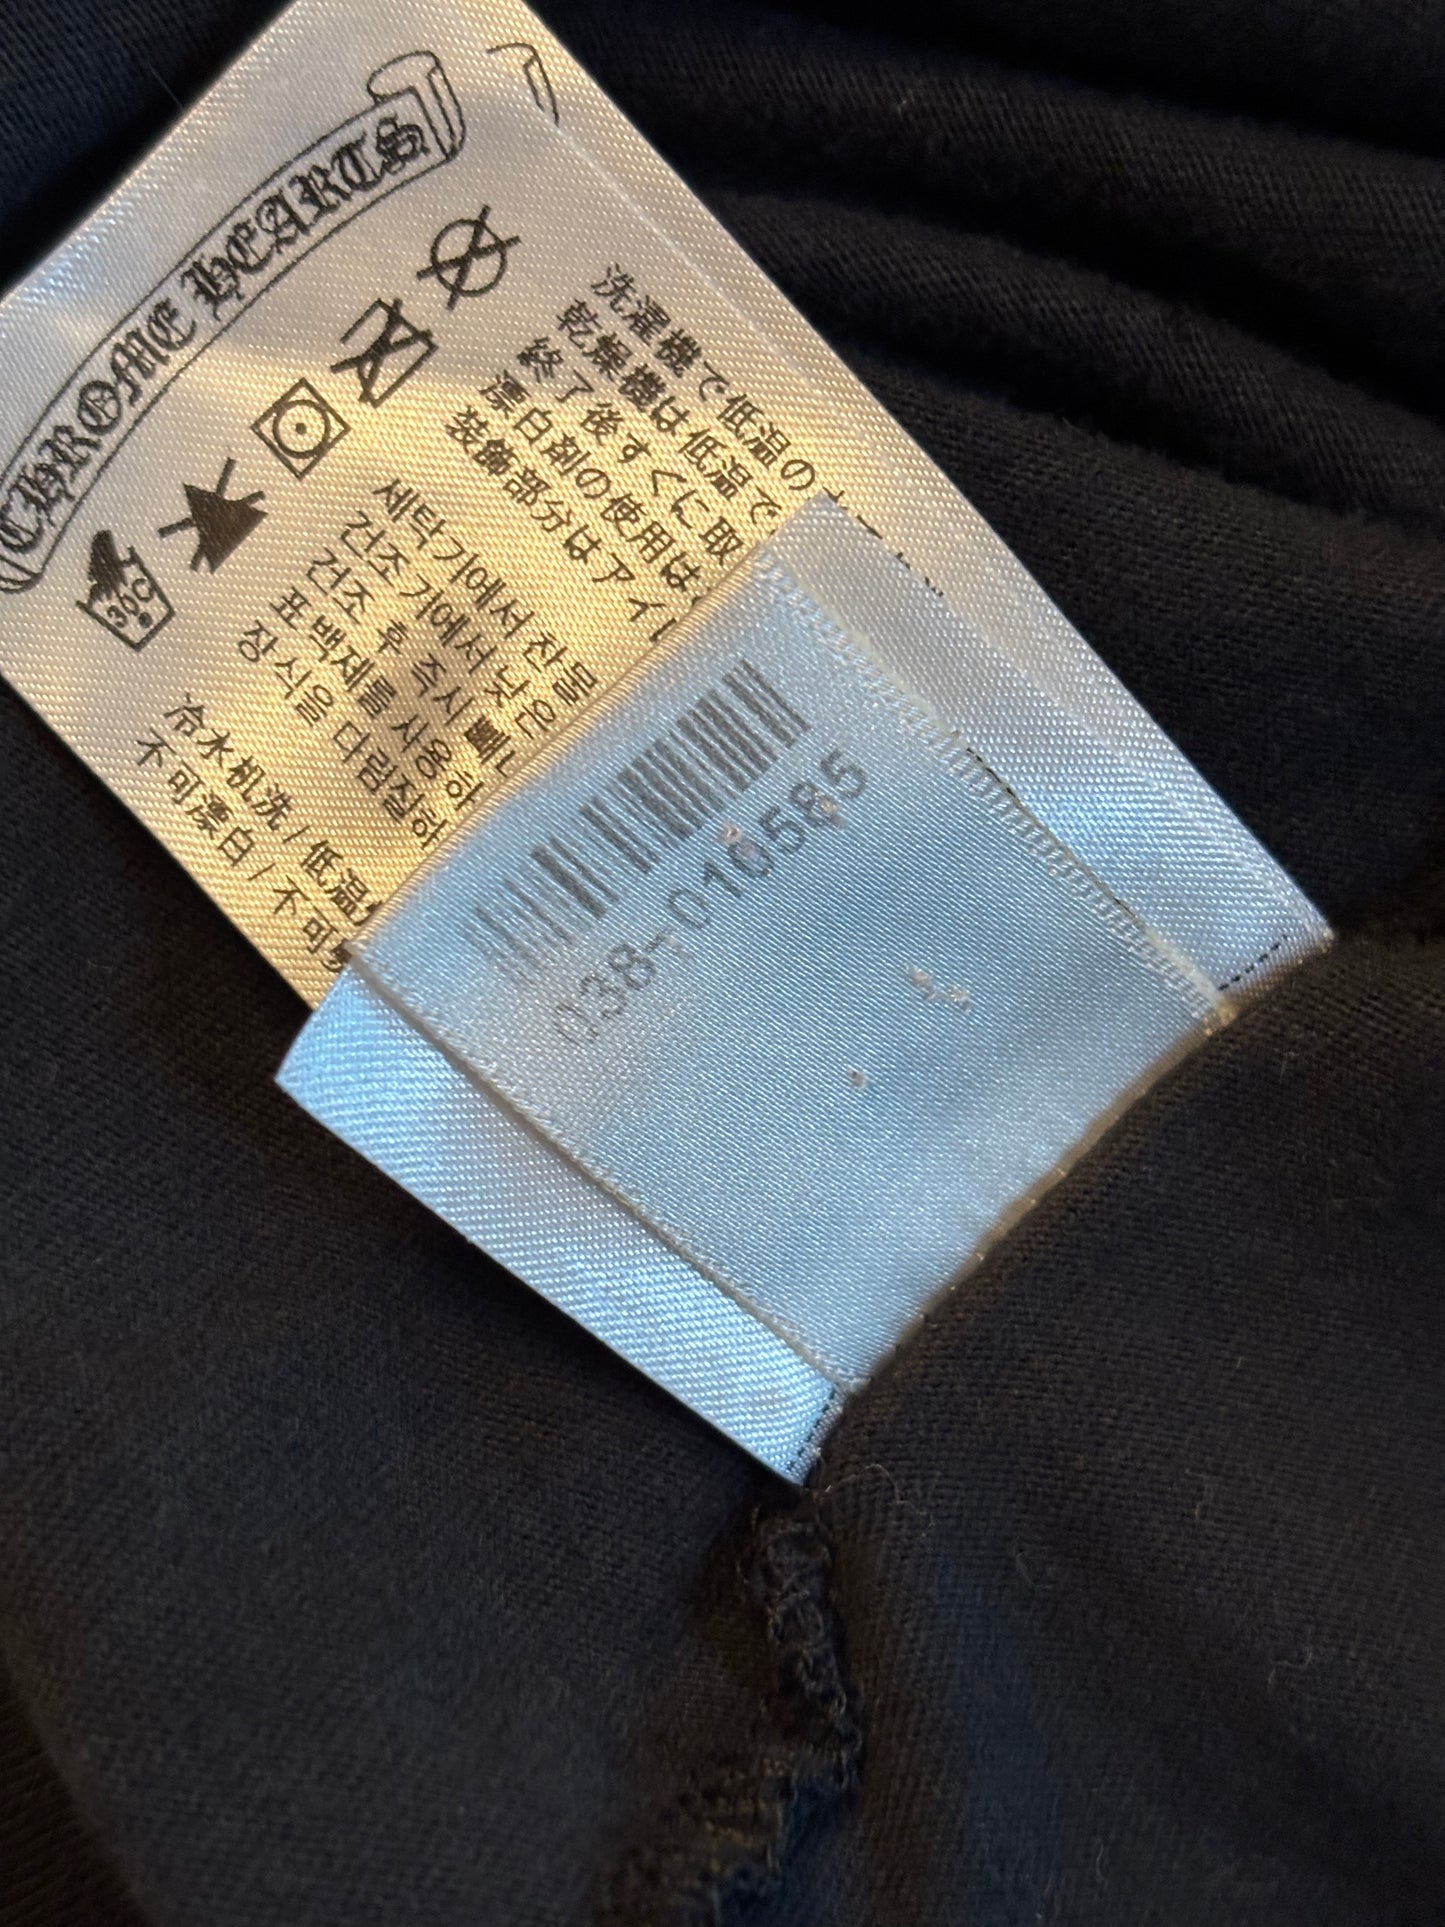 CHROME HEARTS
30C
洗濯機で低温の
乾燥機は低温で
終了後すぐに取
漂白剤の使用は
装飾部分はアイ
세탁기에서 찬물
건조기에서 낮은
건조 후 즉시
표백제를 사용하
장식을 다림질하
冷水机洗/低温
不可漂白/不可
038-010585